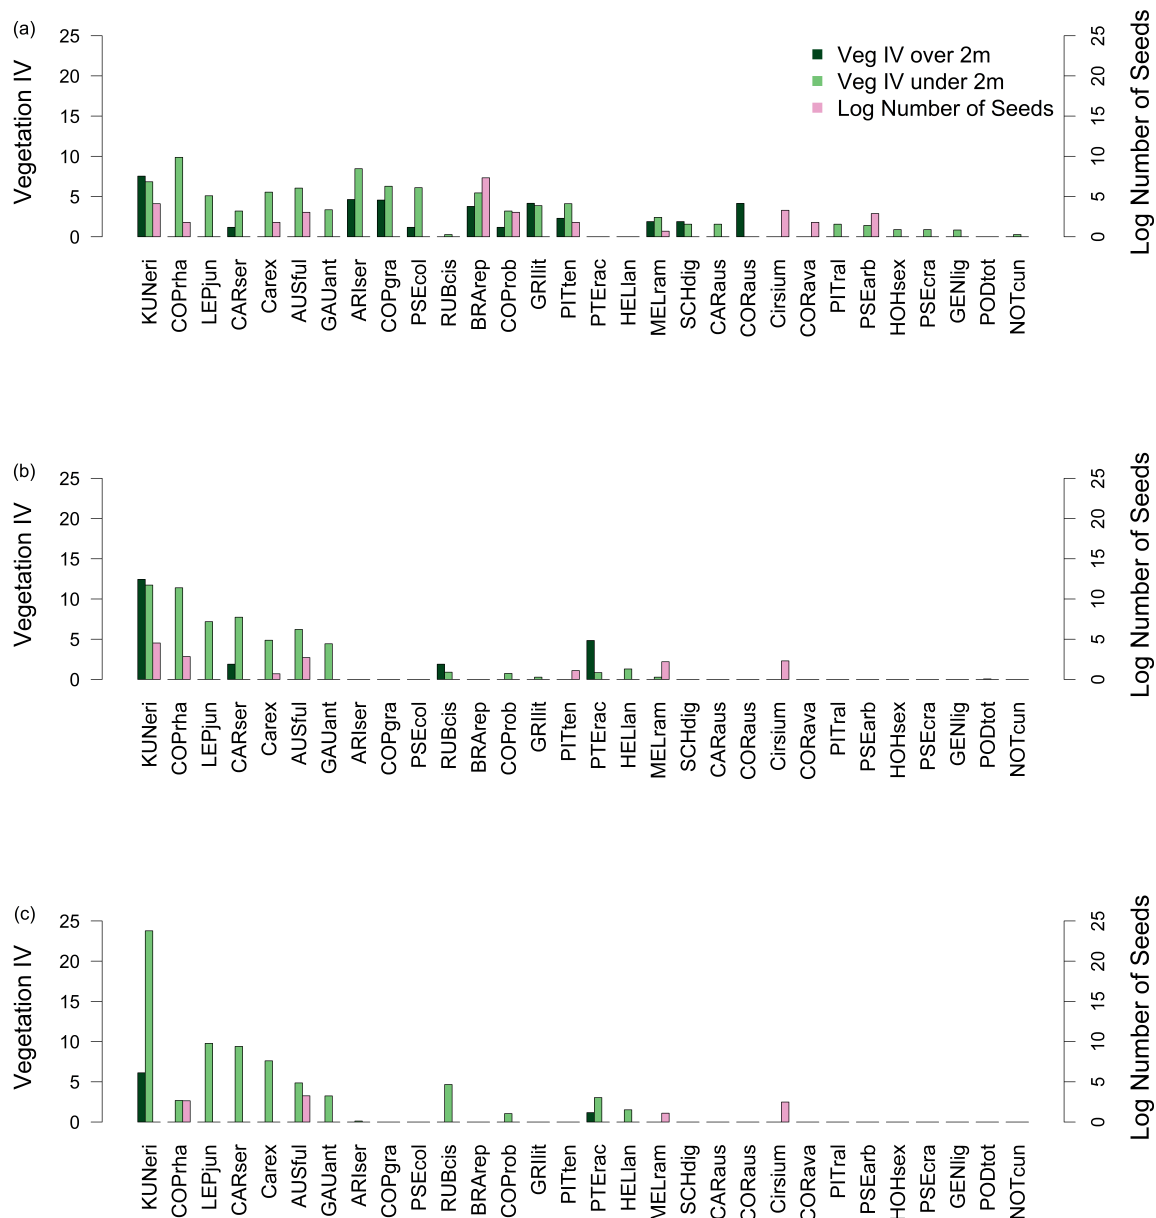 (a)
Vegetation IV
25
20
15
10
5
0
Veg IV over 2m
Veg IV under 2m
Log Number of Seeds
25
20
15
10
5
0
Log Number of Seeds
KUNeri
COPrha
LEPjun
CARser
Carex
AUSful
GAUant
ARIser
COPgra
PSEcol
RUBcis
BRArep
COProb
GRIlit
PITten
PTErac
HELlan
MELram
SCHdig
CARaus
CORaus
Cirsium
CORava
PITral
PSEarb
HOHsex
PSEcra
GENlig
PODtot
NOTcun
(b)
Vegetation IV
25
20
15
10
5
0
25
20
15
10
5
0
Log Number of Seeds
KUNeri
COPrha
LEPjun
CARser
Carex
AUSful
GAUant
ARIser
COPgra
PSEcol
RUBcis
BRArep
COProb
GRIlit
PITten
PTErac
HELlan
MELram
SCHdig
CARaus
CORaus
Cirsium
CORava
PITral
PSEarb
HOHsex
PSEcra
GENlig
PODtot
NOTcun
(c)
Vegetation IV
25
20
15
10
5
0
25
20
15
10
5
0
Log Number of Seeds
KUNeri
COPrha
LEPjun
CARser
Carex
AUSful
GAUant
ARIser
COPgra
PSEcol
RUBcis
BRArep
COProb
GRIlit
PITten
PTErac
HELlan
MELram
SCHdig
CARaus
CORaus
Cirsium
CORava
PITral
PSEarb
HOHsex
PSEcra
GENlig
PODtot
NOTcun